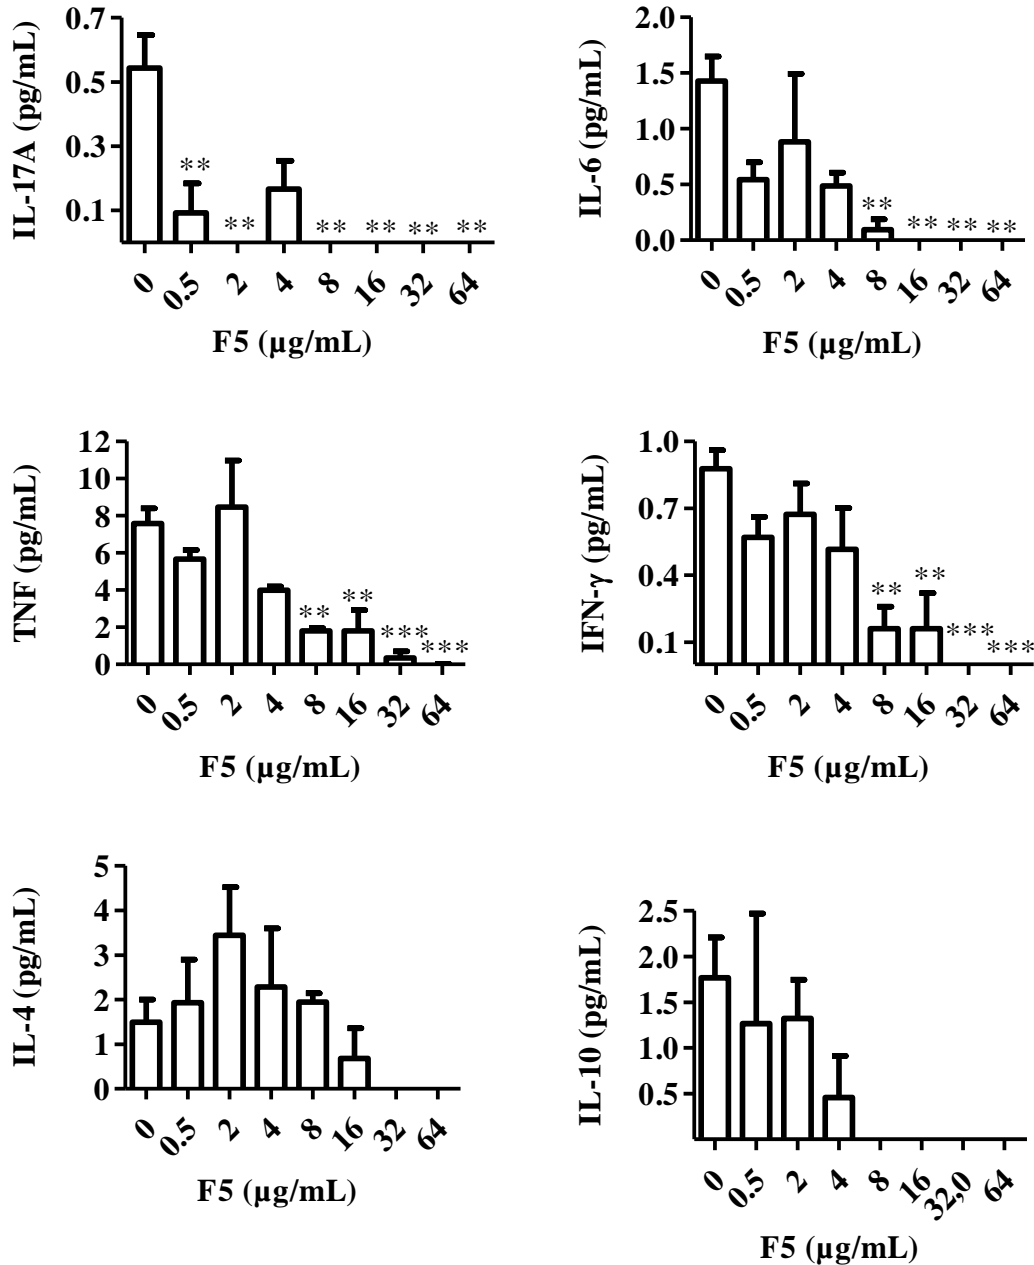 IL-17A (pg/mL)
0.7
0.5
0.3
0.1
** ** ** ** ** **
0 0.5 2 4 8 16 32 64
F5 (µg/mL)
IL-6 (pg/mL)
2.0
1.5
1.0
0.5
0.0
** ** ** **
0 0.5 2 4 8 16 32 64
F5 (µg/mL)
TNF (pg/mL)
12
10
8
6
4
2
0
** ** *** ***
0 0.5 2 4 8 16 32 64
F5 (µg/mL)
IFN-γ (pg/mL)
1.0
0.7
0.4
0.1
** ** *** ***
0 0.5 2 4 8 16 32 64
F5 (µg/mL)
IL-4 (pg/mL)
5
4
3
2
1
0
0 0.5 2 4 8 16 32 64
F5 (µg/mL)
IL-10 (pg/mL)
2.5
2.0
1.5
1.0
0.5
0 0.5 2 4 8 16 32,0 64
F5 (µg/mL)